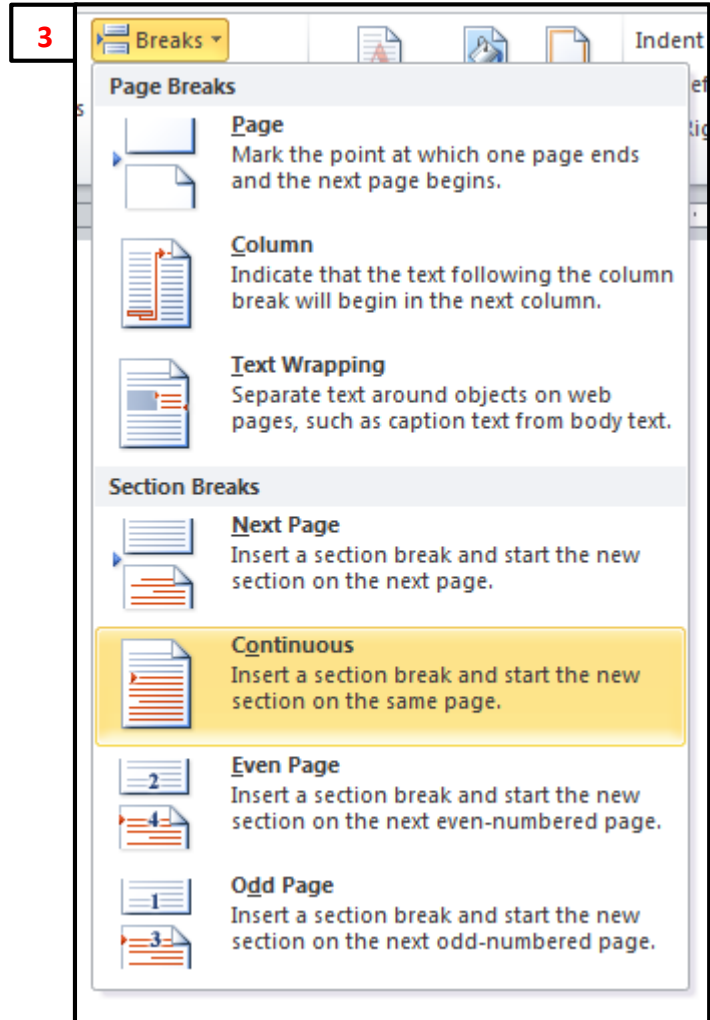 3
Breaks
Indent
Page Breaks
Page
Mark the point at which one page ends
and the next page begins.
Column
Indicate that the text following the column
break will begin in the next column.
Text Wrapping
Separate text around objects on web
pages, such as caption text from body text.
Section Breaks
Next Page
Insert a section break and start the new
section on the next page.
Continuous
Insert a section break and start the new
section on the same page.
Even Page
2
Insert a section break and start the new
4
section on the next even-numbered page.
Odd Page
1
Insert a section break and start the new
3
section on the next odd-numbered page.